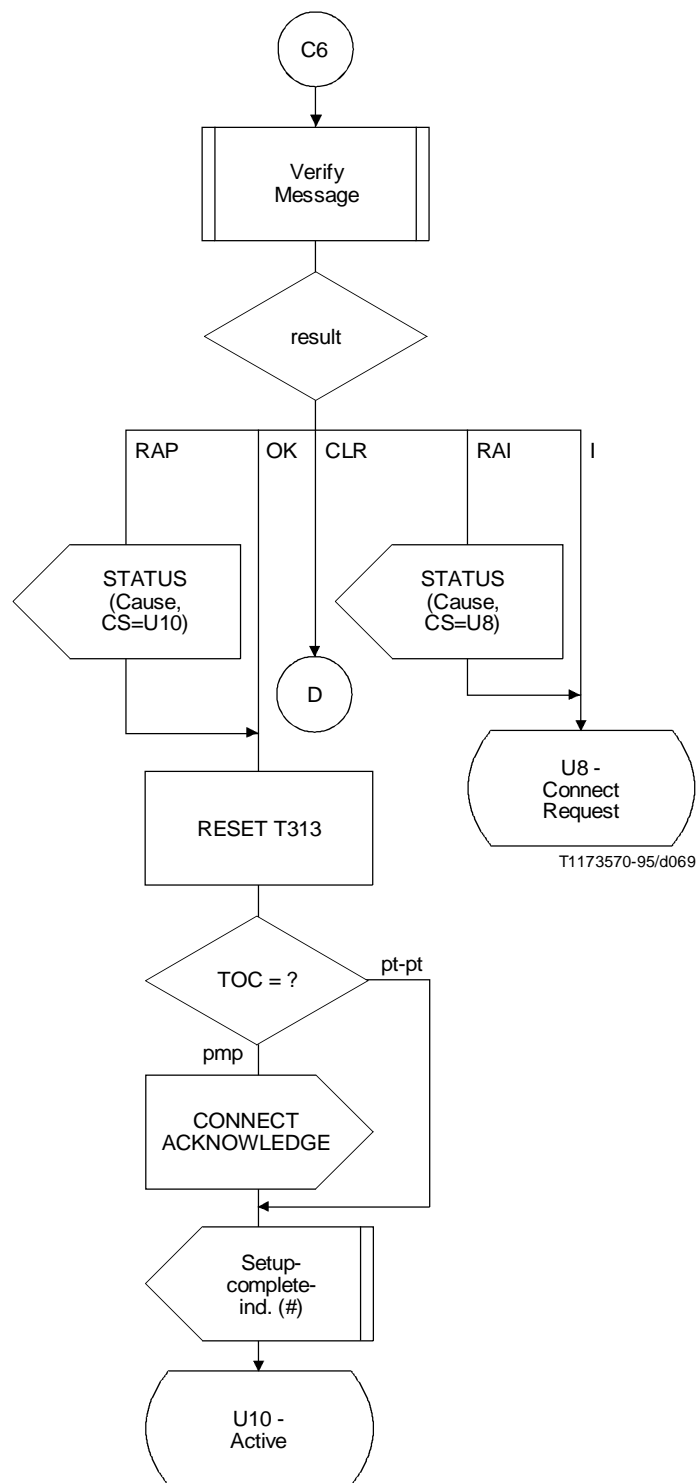 C6
Verify
Message
result
RAP
OK
CLR
RAI
I
STATUS
(Cause,
CS=U10)
STATUS
(Cause,
CS=U8)
D
U8 -
Connect
Request
RESET T313
T1173570-95/d069
TOC = ?
pt-pt
pmp
CONNECT
ACKNOWLEDGE
Setup-
complete-
ind. (#)
U10 -
Active